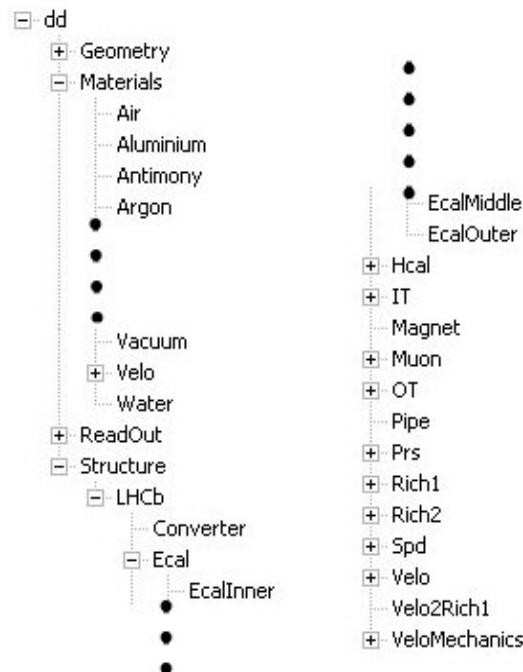 dd
Geometry
Materials
Air
Aluminium
Antimony
Argon
Vacuum
Velo
Water
ReadOut
Structure
LHCb
Converter
Ecal
EcalInner
EcalMiddle
EcalOuter
Hcal
IT
Magnet
Muon
OT
Pipe
Prs
Rich1
Rich2
Spd
Velo
Velo2Rich1
VeloMechanics